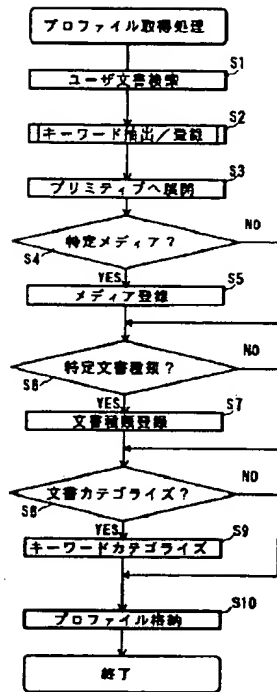 プロファイル取得処理
S1
ユーザ文書検索
S2
キーワード抽出/登録
S3
プリミティブへ展開
特定メディア?
NO
S4
YES
S5
メディア登録
特定文書種類?
NO
S6
YES
S7
文書種類登録
文書カテゴライズ?
NO
S8
YES
S9
キーワードカテゴライズ
S10
プロファイル格納
終了